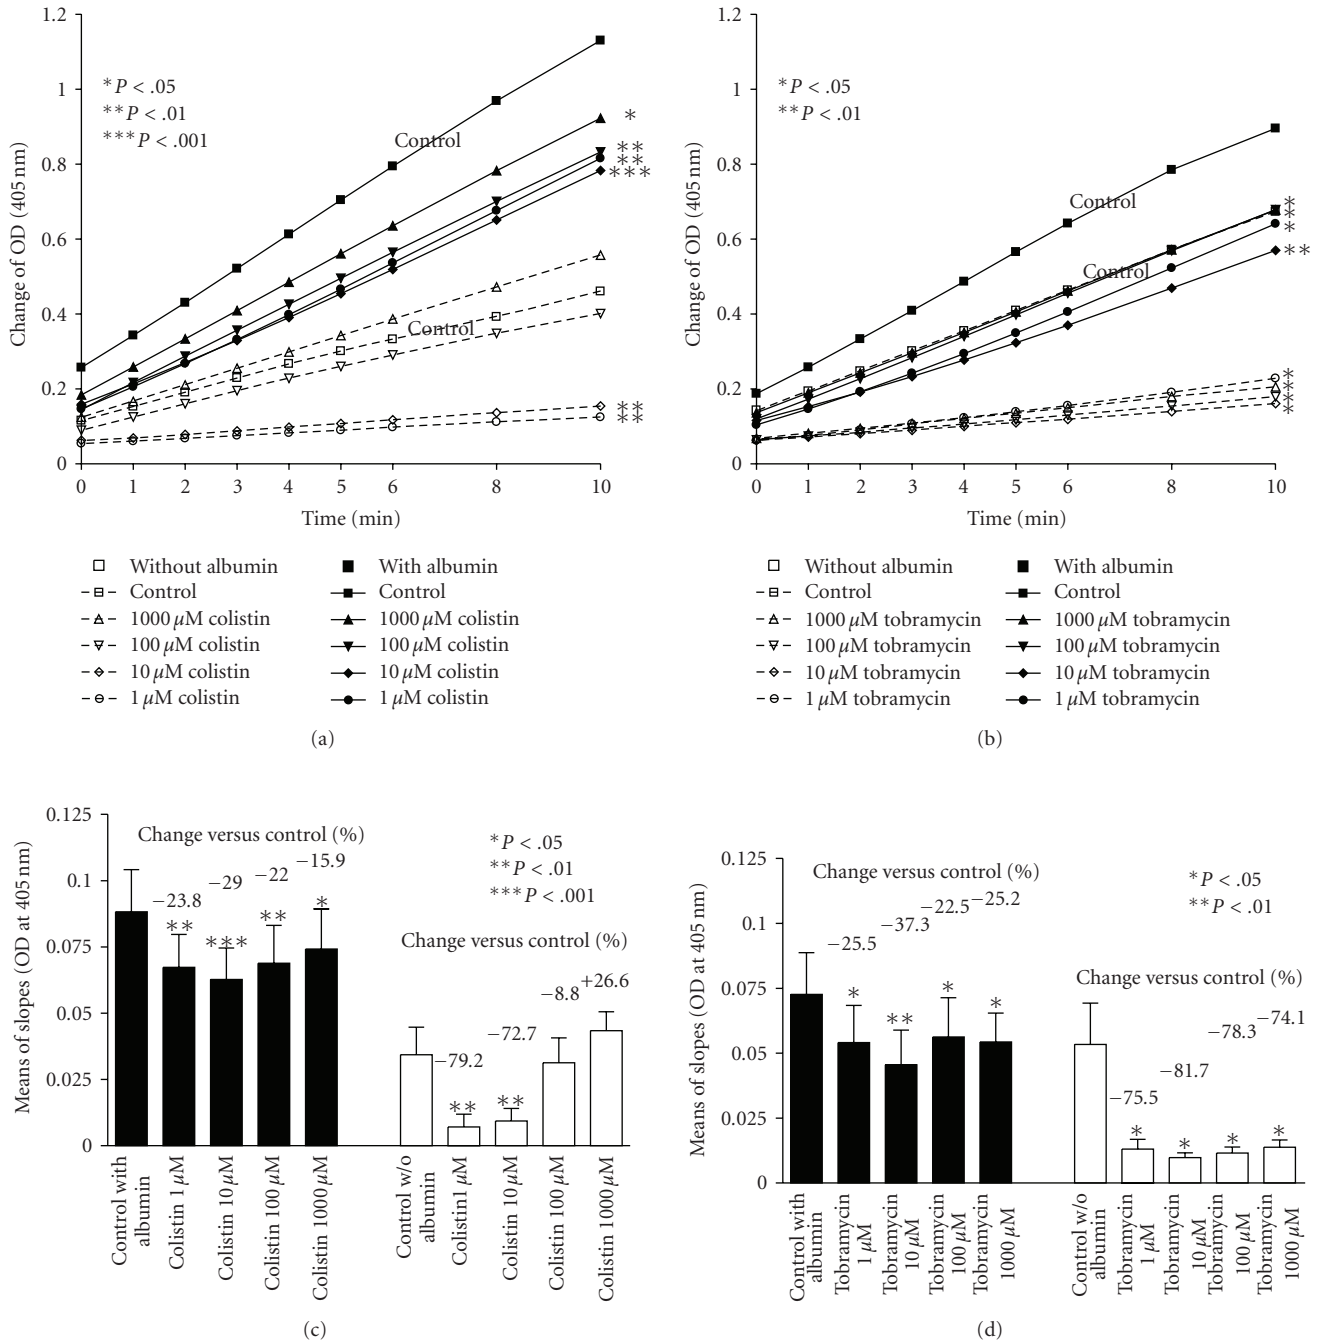 1.2
1
0.8
0.6
0.4
0.2
0
Change of OD (405 nm)
*P < .05
**P < .01
***P < .001
Control
Control
*
**
**
***
**
**
0 1 2 3 4 5 6 8 10
Time (min)
Without albumin
Control
1000 µM colistin
100 µM colistin
10 µM colistin
1 µM colistin
With albumin
Control
1000 µM colistin
100 µM colistin
10 µM colistin
1 µM colistin
(a)
1.2
1
0.8
0.6
0.4
0.2
0
Change of OD (405 nm)
*P < .05
**P < .01
Control
Control
*
*
*
**
*
*
*
*
0 1 2 3 4 5 6 8 10
Time (min)
Without albumin
Control
1000 µM tobramycin
100 µM tobramycin
10 µM tobramycin
1 µM tobramycin
With albumin
Control
1000 µM tobramycin
100 µM tobramycin
10 µM tobramycin
1 µM tobramycin
(b)
0.125
0.1
0.075
0.05
0.025
0
Means of slopes (OD at 405 nm)
Change versus control (%)
−23.8
−29
−22
−15.9
**
***
**
*
*P < .05
**P < .01
***P < .001
Change versus control (%)
−79.2
−72.7
−8.8
+26.6
**
**
Control with
albumin
Colistin 1 µM
Colistin 10 µM
Colistin 100 µM
Colistin 1000 µM
Control w/o
albumin
Colistin1 µM
Colistin 10 µM
Colistin 100 µM
Colistin 1000 µM
(c)
0.125
0.1
0.075
0.05
0.025
0
Means of slopes (OD at 405 nm)
Change versus control (%)
−25.5
−37.3
−22.5
−25.2
*
**
*
*
*P < .05
**P < .01
Change versus control (%)
−75.5
−81.7
−78.3
−74.1
*
*
*
*
Control with
albumin
Tobramycin
1 µM
Tobramycin
10 µM
Tobramycin
100 µM
Tobramycin
1000 µM
Control w/o
albumin
Tobramycin
1 µM
Tobramycin
10 µM
Tobramycin
100 µM
Tobramycin
1000 µM
(d)